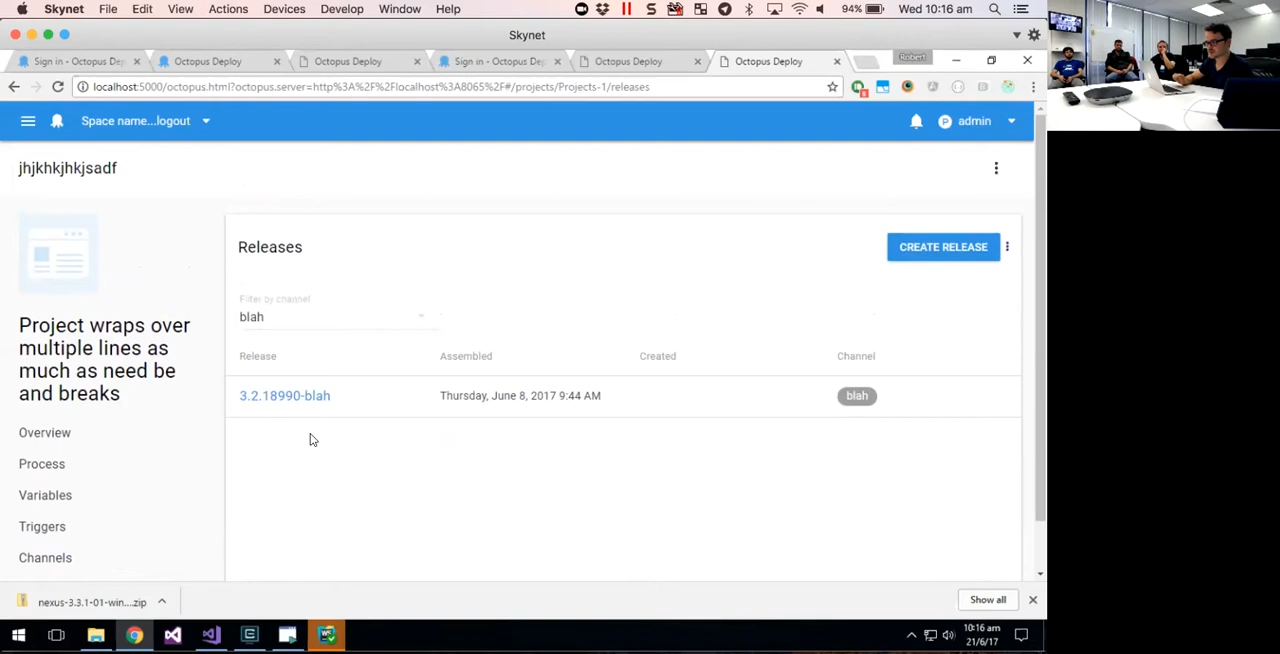 Skynet File Edit View Actions Devices Develop Window Help 94% Wed 10:16 am
Skynet
Sign in - Octopus Dep Octopus Deploy Octopus Deploy Sign in - Octopus De Octopus Deploy Octopus Deploy Robert
localhost:5000/octopus.html?octopus.server=http%3A%2F%2Flocalhost%3A8065%2F#/projects/Projects-1/releases
Space name...logout admin
jhjkhkjhkjsadf
Releases
CREATE RELEASE
Filter by channel
blah
Project wraps over
multiple lines as
much as need be
and breaks
Release Assembled Created Channel
3.2.18990-blah Thursday, June 8, 2017 9:44 AM blah
Overview
Process
Variables
Triggers
Channels
nexus-3.3.1-01-win....zip Show all
10:16 am
21/6/17